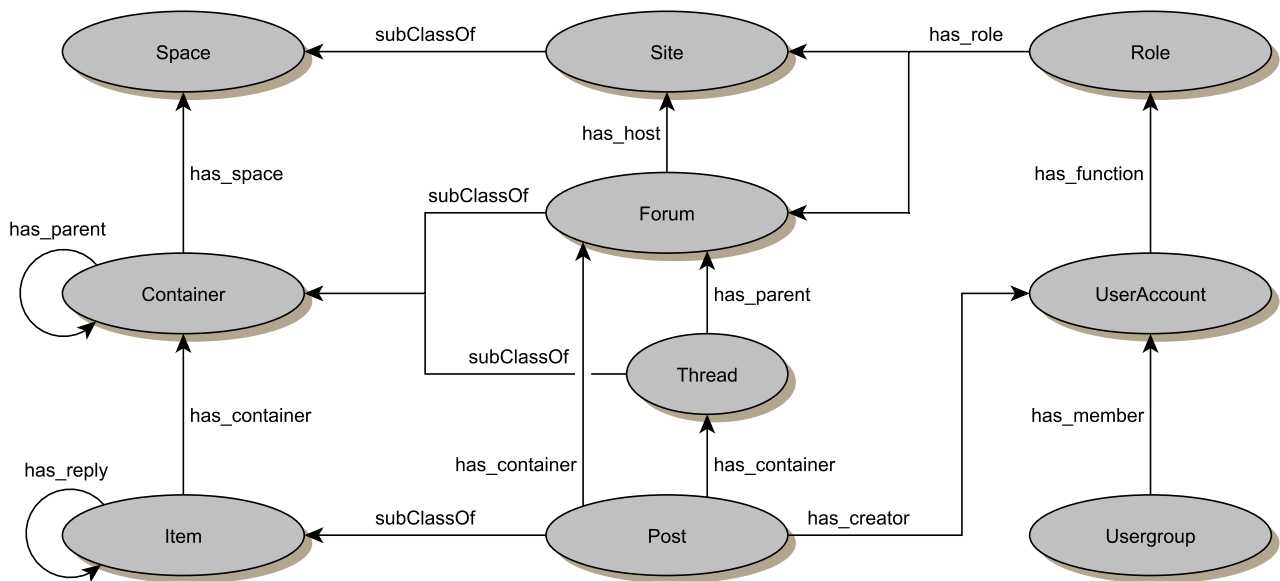 subClassOf
has_role
Space
Site
Role
has_host
has_space
has_function
subClassOf
Forum
has_parent
Container
has_parent
UserAccount
subClassOf
Thread
has_container
has_member
has_reply
has_container
has_container
subClassOf
has_creator
Item
Post
Usergroup